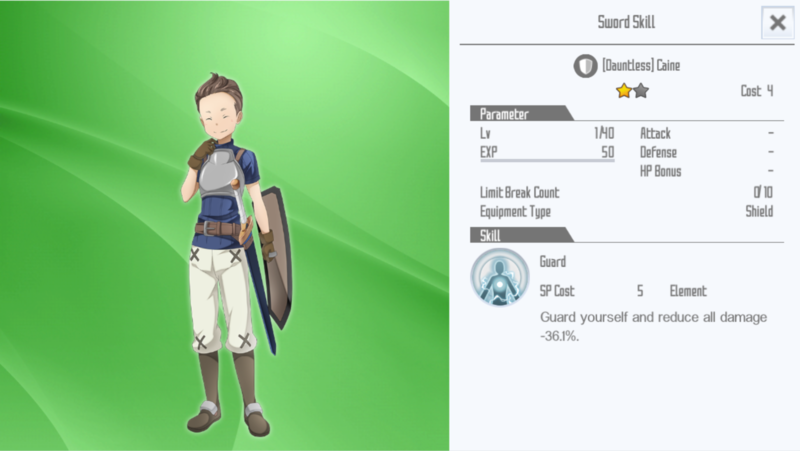 Sword Skill
[Dauntless] Caine
Cost 4
Parameter
Lv 1/40 Attack -
EXP 50 Defense -
HP Bonus -
Limit Break Count 0/10
Equipment Type Shield
Skill
Guard
SP Cost 5 Element
Guard yourself and reduce all damage
-36.1%.